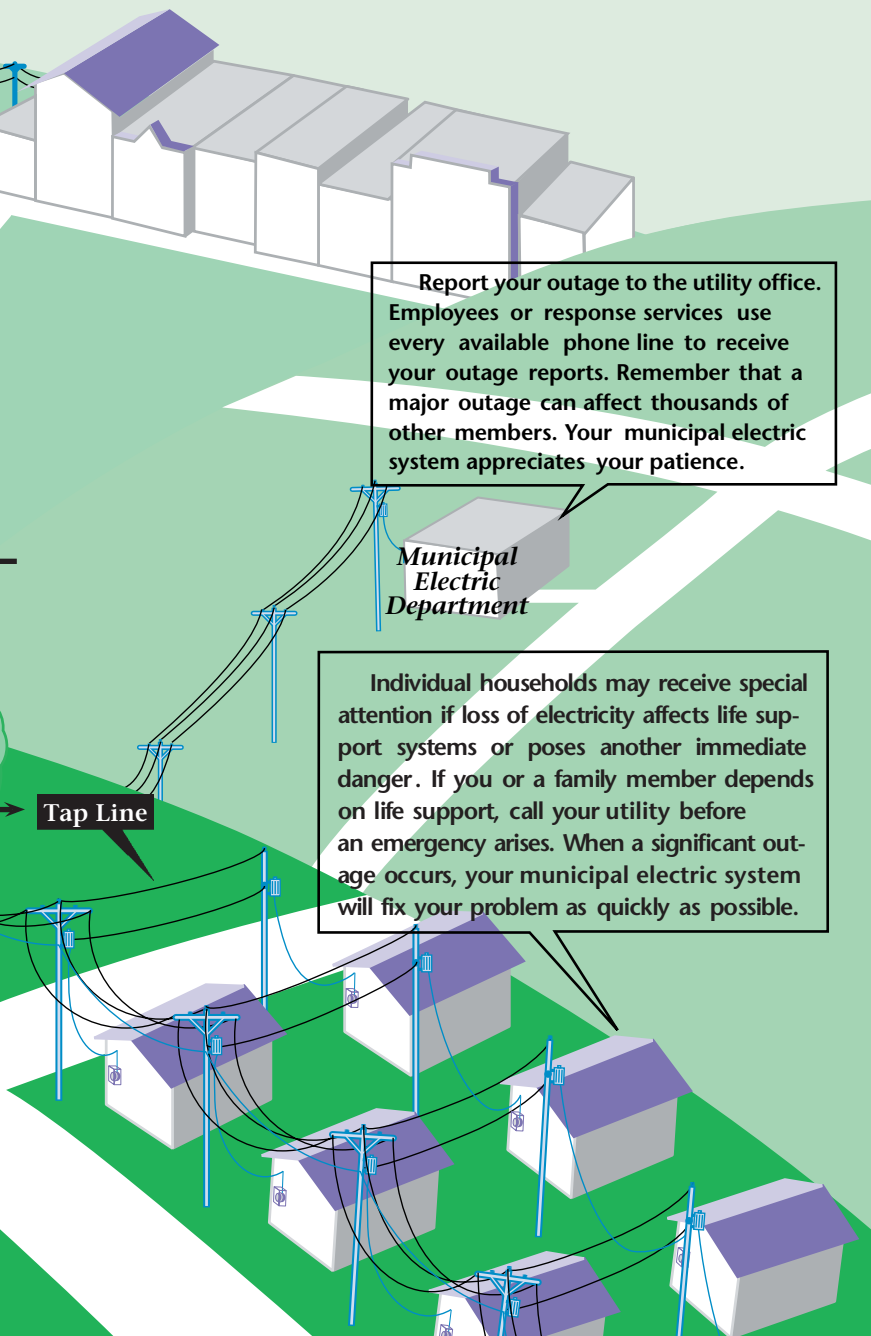 Report your outage to the utility office.
Employees or response services use
every available phone line to receive
your outage reports. Remember that a
major outage can affect thousands of
other members. Your municipal electric
system appreciates your patience.
Municipal
Electric
Department
Individual households may receive special
attention if loss of electricity affects life sup-
port systems or poses another immediate
danger. If you or a family member depends
on life support, call your utility before
an emergency arises. When a significant out-
age occurs, your municipal electric system
will fix your problem as quickly as possible.
Tap Line